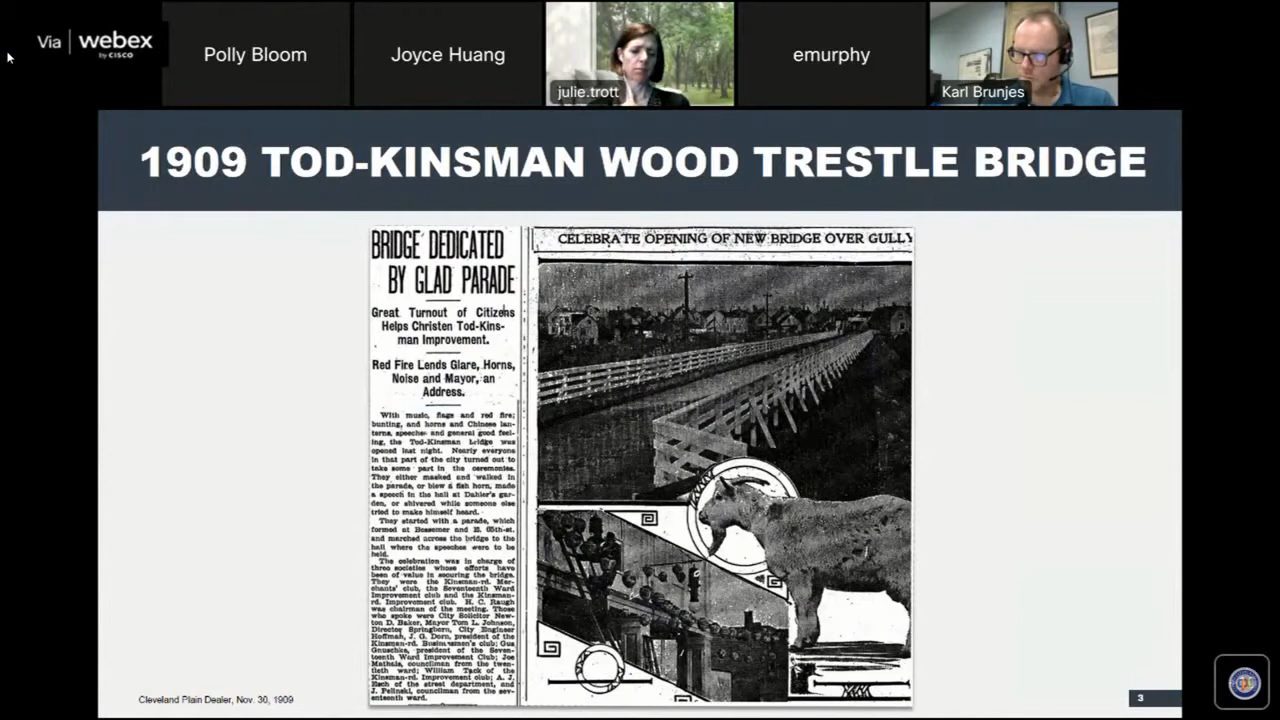 Via webex
by CISCO
Polly Bloom
Joyce Huang
julie.trott
emurphy
Karl Brunjes
1909 TOD-KINSMAN WOOD TRESTLE BRIDGE
BRIDGE DEDICATED
BY GLAD PARADE
Great Turnout of Citizens
Helps Christen Tod-Kins-
man Improvement.
Red Fire Lends Glare, Horns,
Noise and Mayor, an
Address.
With music, flags and red fire;
bunting, and horns and Chinese lan-
terns, speeches and general good feel-
ing, the Tod-Kinsman bridge was
opened last night. Nearly everyone
in that part of the city turned out to
take some part in the ceremonies.
They either masked and walked in
the parade, or blew a fish horn, made
a speech in the hall at Dahler's gar-
den, or shivered while someone else
tried to make himself heard.
They started with a parade, which
formed at Bessemer and E. 65th-st.
and marched across the bridge to the
hall where the speeches were to be
held.
The celebration was in charge of
three societies whose efforts have
been of value in securing the bridge.
They were the Kinsman-rd. Mer-
chants' club, the Seventeenth Ward
Improvement club and the Kinsman-
rd. Improvement club. H. C. Raugh
was chairman of the meeting. Those
who spoke were City Solicitor New-
ton D. Baker, Mayor Tom L. Johnson,
Director Springborn, City Engineer
Hoffman, J. G. Dorn, president of the
Kinsman-rd. Businessmen's club; Gus
Gnuschke, president of the Seven-
teenth Ward Improvement Club; Joe
Mathais, councilman from the twen-
tieth ward; William Tack of the
Kinsman-rd. Improvement club; A. J.
Esch of the street department, and
J. Felinski, councilman from the sev-
enteenth ward.
CELEBRATE OPENING OF NEW BRIDGE OVER GULLY
Cleveland Plain Dealer, Nov. 30, 1909
3